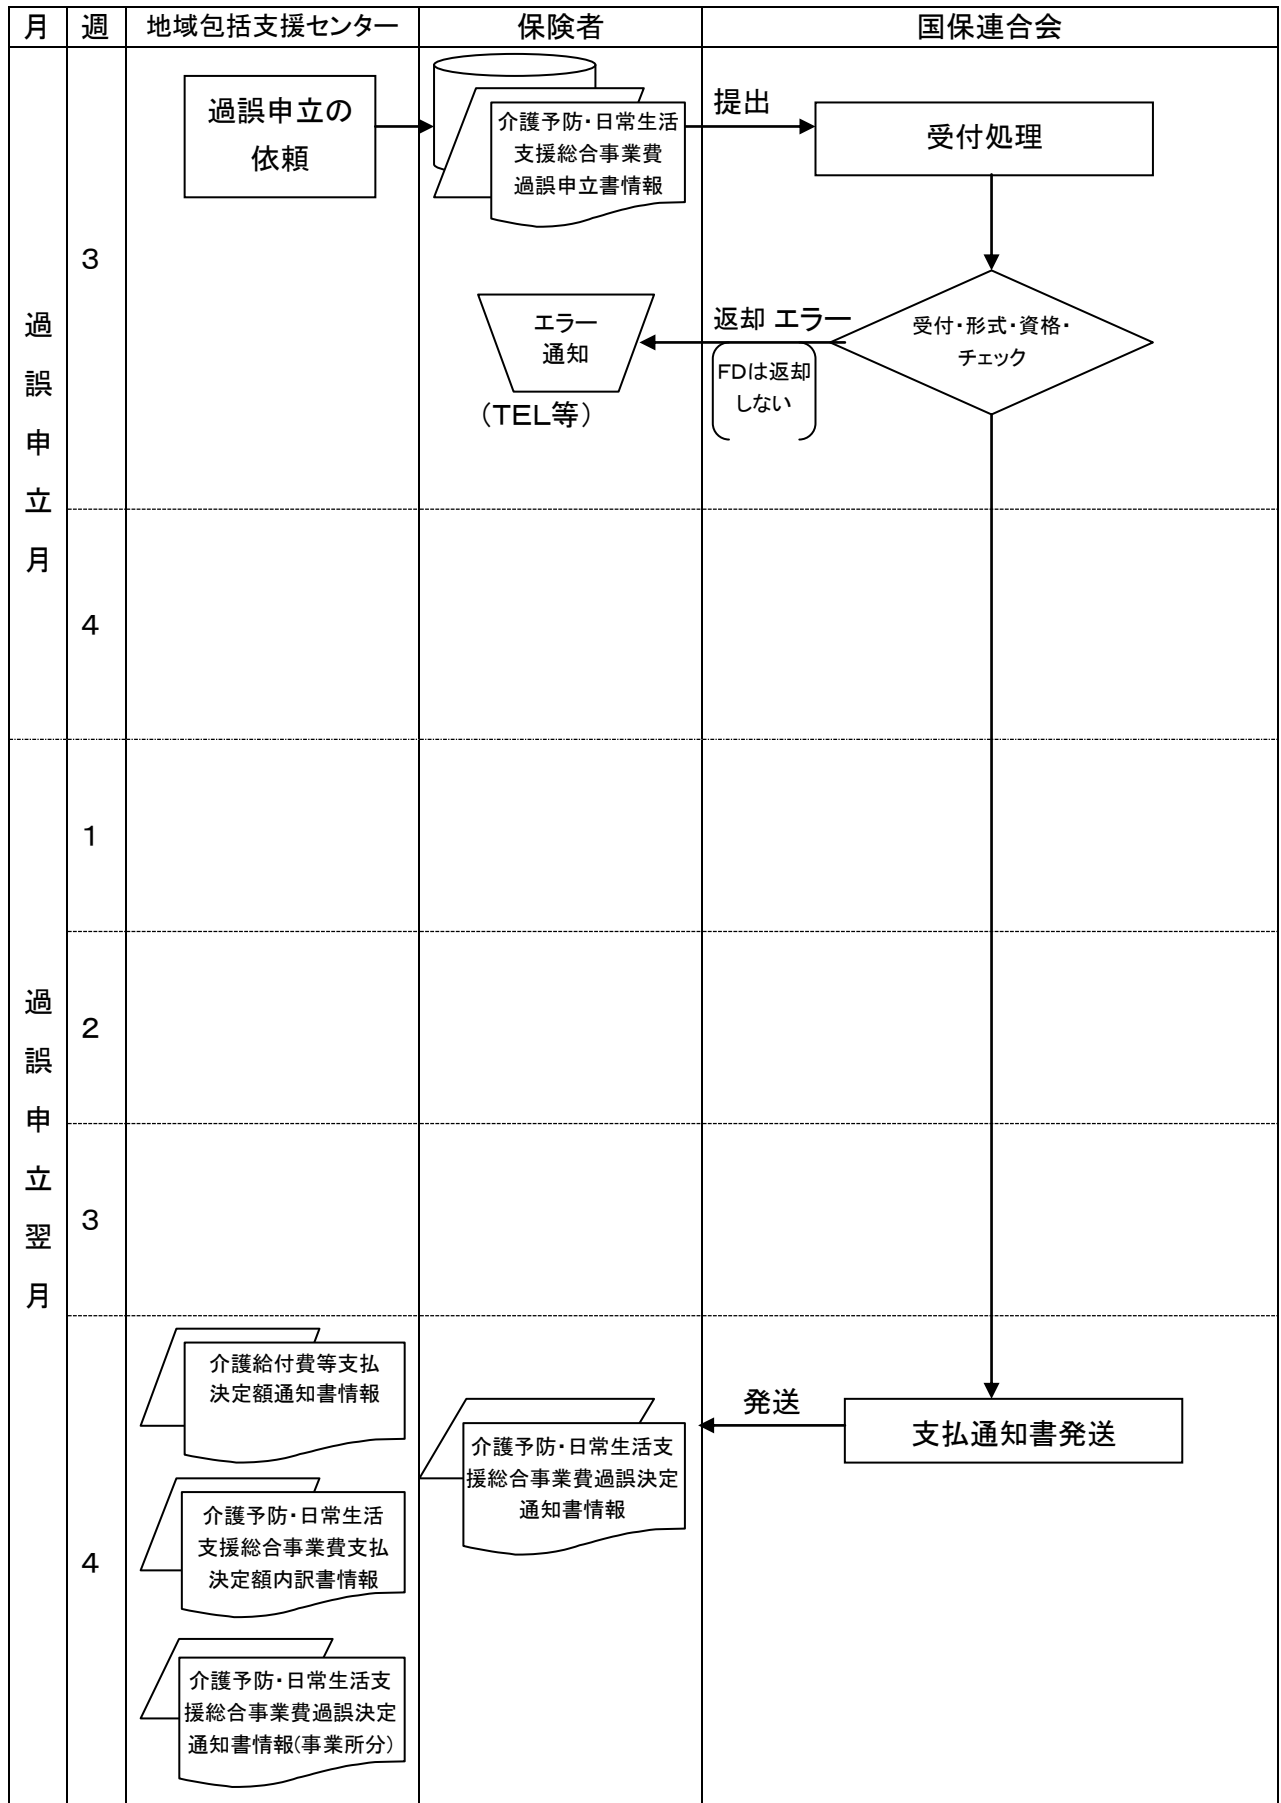 月 週 地域包括支援センター 保険者 国保連合会
過誤申立月
3
過誤申立の
依頼
介護予防・日常生活
支援総合事業費
過誤申立書情報
提出
受付処理
エラー
通知
(TEL等)
返却 エラー
FDは返却
しない
受付・形式・資格・
チェック
4
過誤申立翌月
1
2
3
4
介護給付費等支払
決定額通知書情報
介護予防・日常生活
支援総合事業費支払
決定額内訳書情報
介護予防・日常生活支
援総合事業費過誤決定
通知書情報(事業所分)
介護予防・日常生活支
援総合事業費過誤決定
通知書情報
発送
支払通知書発送